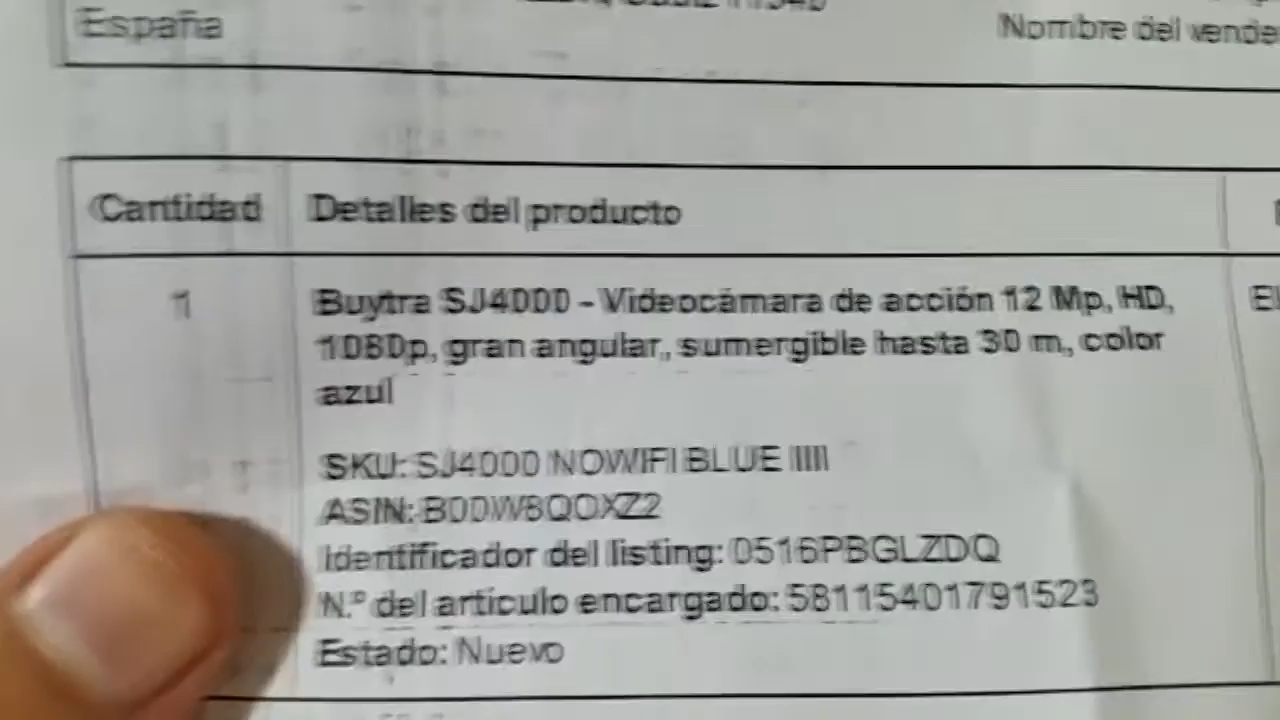 España
Nombre del vende
Cantidad
Detalles del producto
1
Buytra SJ4000 - Videocámara de acción 12 Mp, HD,
1080p, gran angular, sumergible hasta 30 m, color
azul
SKU: SJ4000 NOWIFI BLUE IIII
ASIN: B00W8QOXZ2
Identificador del listing: 0516PBGLZDQ
N.º del artículo encargado: 58115401791523
Estado: Nuevo